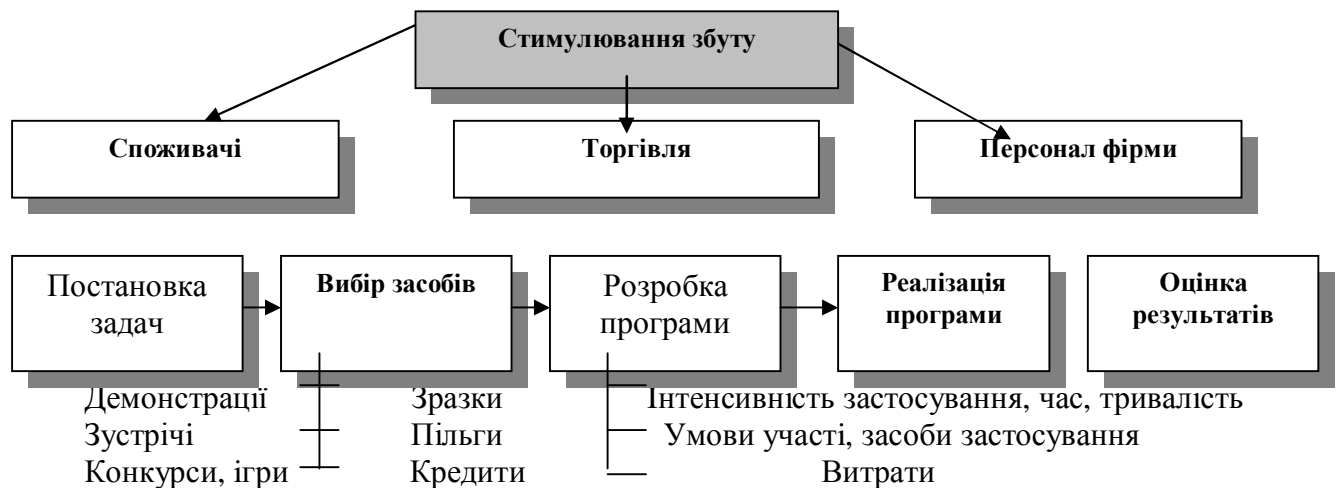 Стимулювання збуту
Споживачі
Торгівля
Персонал фірми
Постановка
задач
Вибір засобів
Розробка
програми
Реалізація
програми
Оцінка
результатів
Демонстрації Зразки Інтенсивність застосування, час, тривалість
Зустрічі Пільги Умови участі, засоби застосування
Конкурси, ігри Кредити Витрати